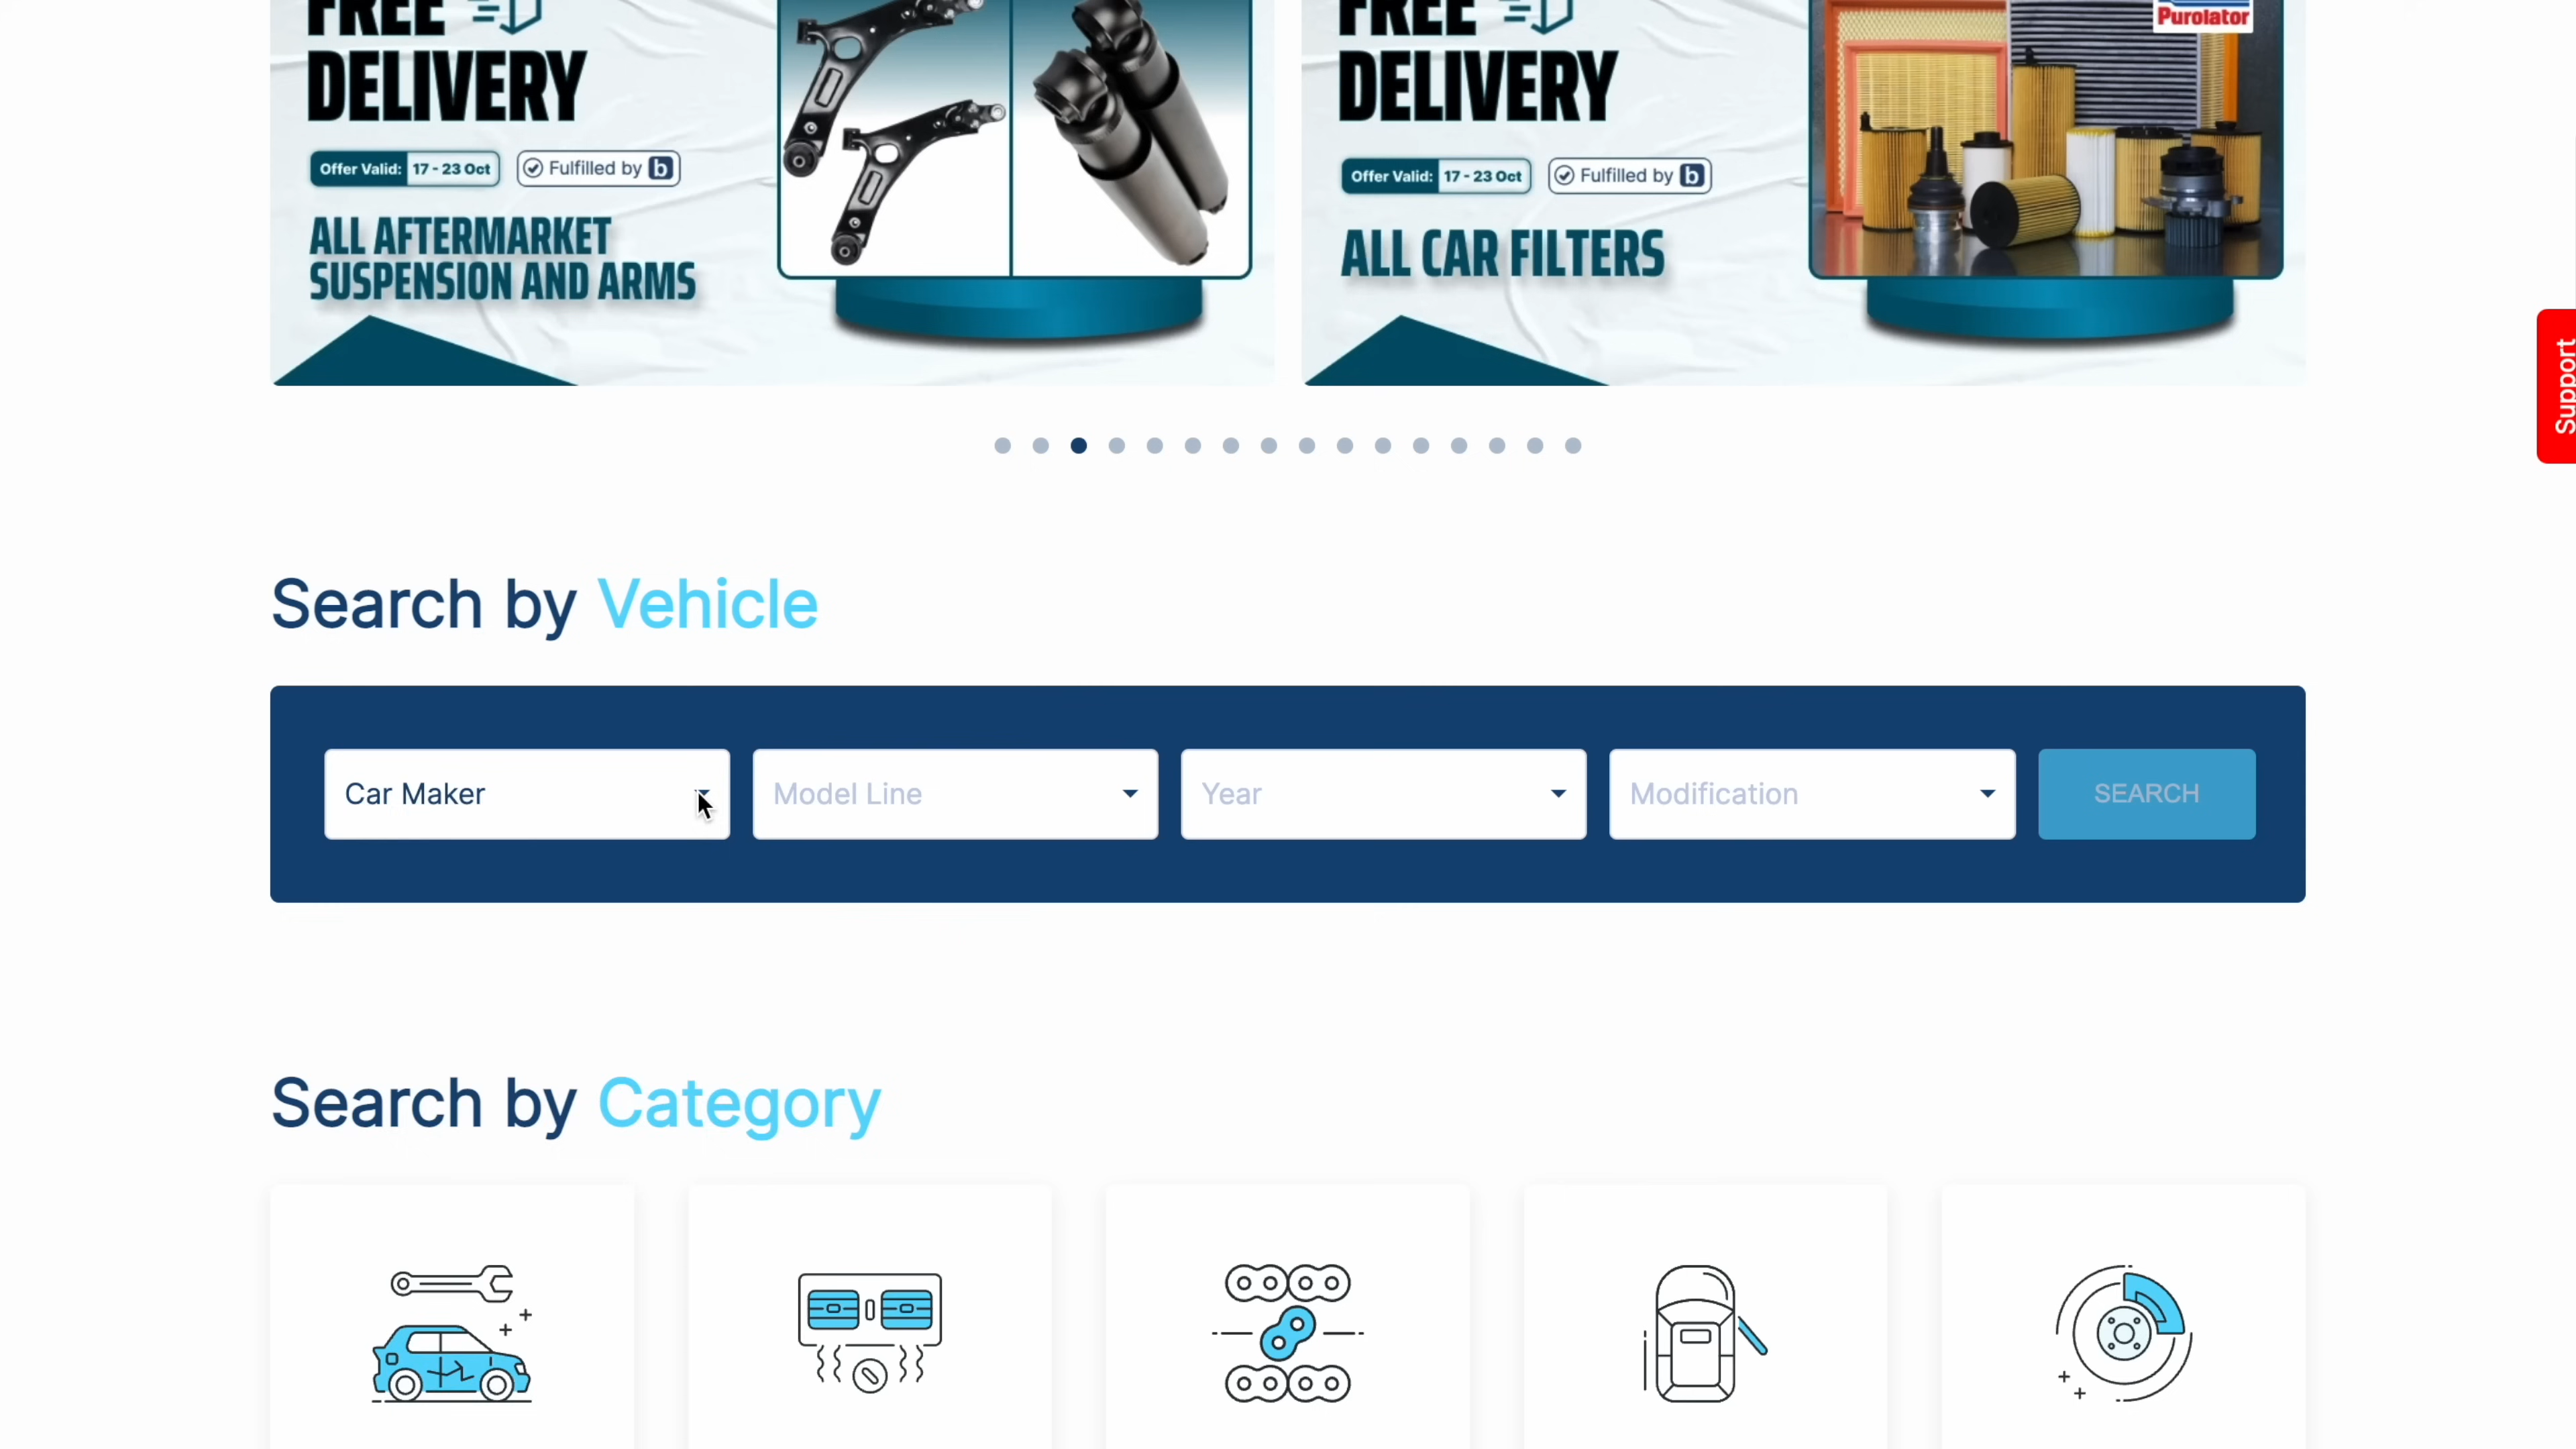 FREE
DELIVERY
Offer Valid: 17 - 23 Oct
Fulfilled by b
ALL AFTERMARKET
SUSPENSION AND ARMS
FREE
DELIVERY
Offer Valid: 17 - 23 Oct
Fulfilled by b
ALL CAR FILTERS
Purolator
Support
Search by Vehicle
Car Maker
Model Line
Year
Modification
SEARCH
Search by Category